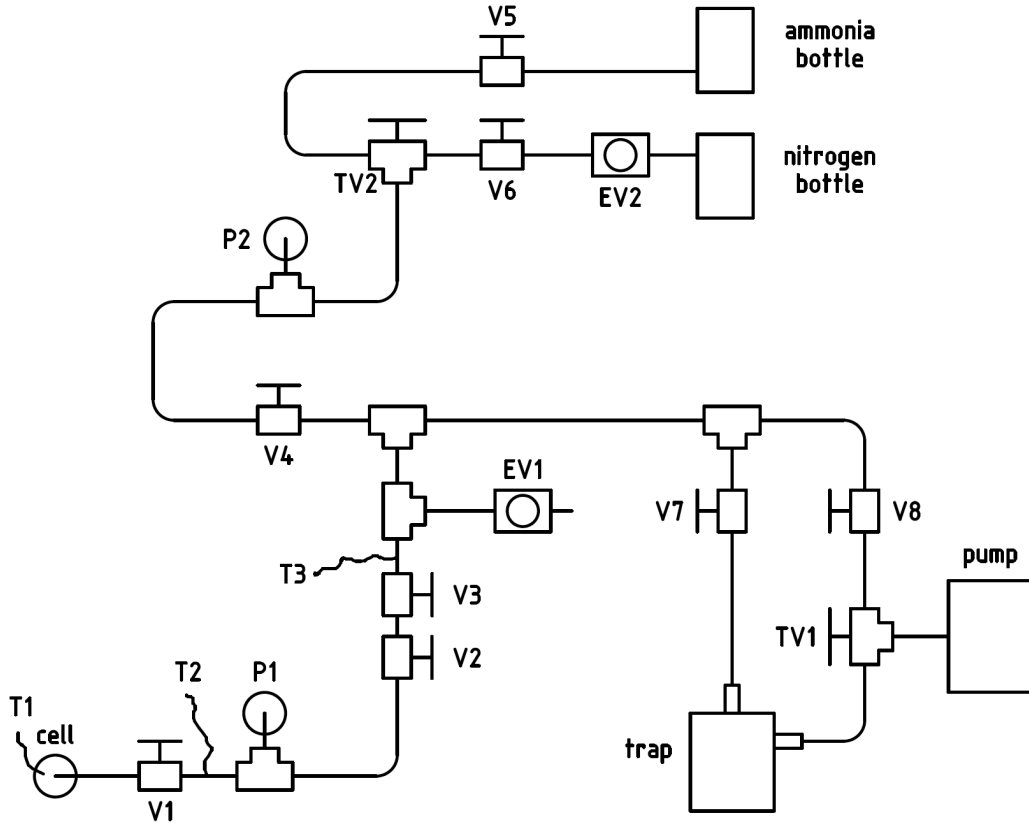 V5
ammonia
bottle
TV2
V6
EV2
nitrogen
bottle
P2
V4
EV1
V7
V8
T3
V3
pump
TV1
V2
T2
P1
T1
cell
trap
V1